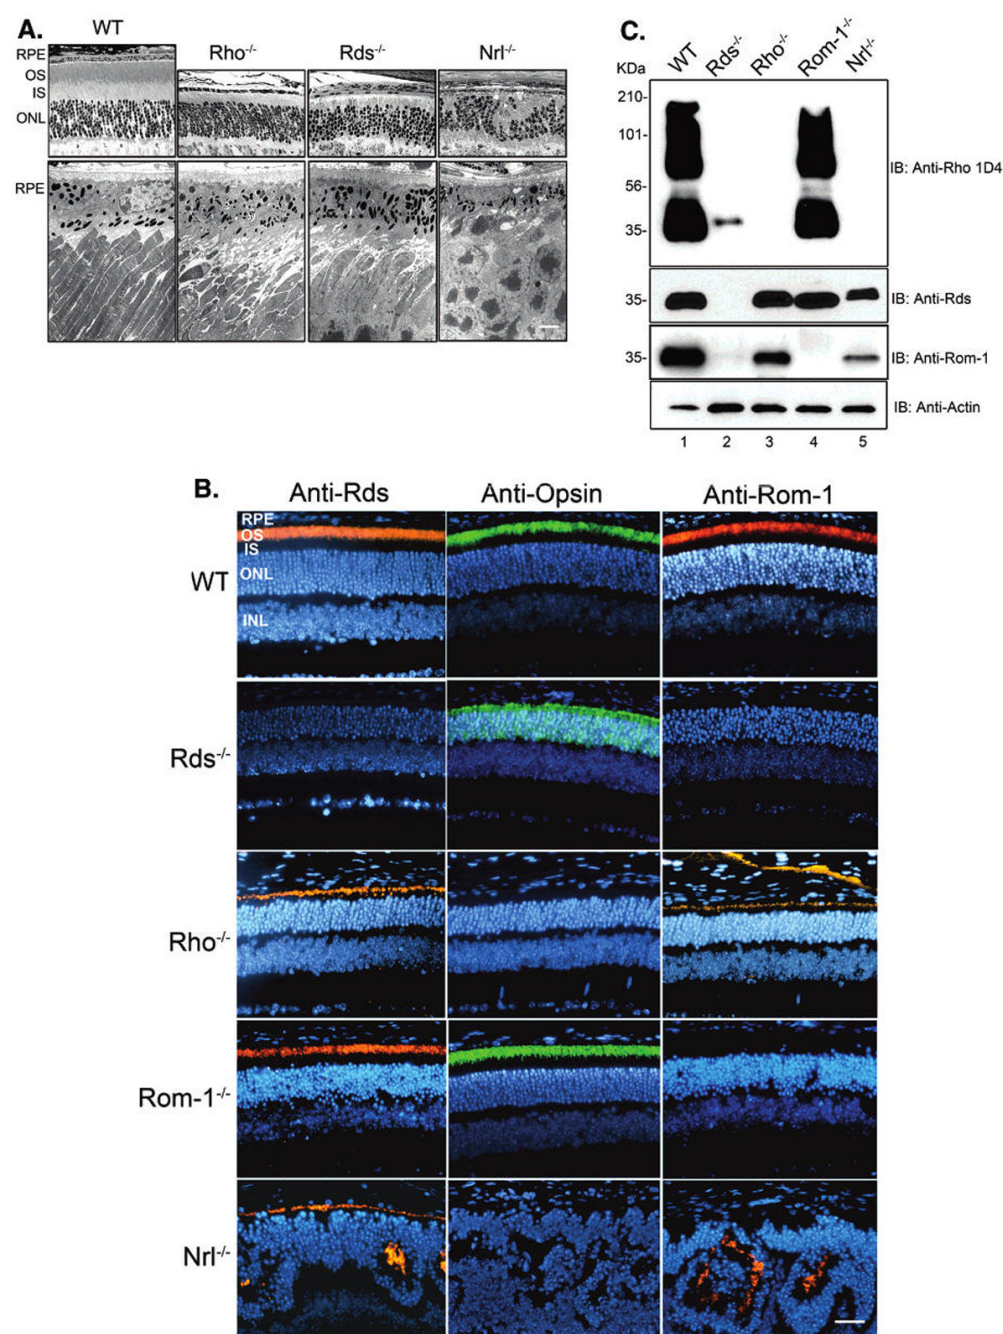 A.
WT
Rho-/-
Rds-/-
Nrl-/-
RPE
OS
IS
ONL
RPE
C.
KDa
WT
Rds-/-
Rho-/-
Rom-1-/-
Nrl-/-
210-
101-
56-
35-
IB: Anti-Rho 1D4
35-
IB: Anti-Rds
35-
IB: Anti-Rom-1
IB: Anti-Actin
1 2 3 4 5
B.
Anti-Rds Anti-Opsin Anti-Rom-1
WT
RPE
OS
IS
ONL
INL
Rds-/-
Rho-/-
Rom-1-/-
Nrl-/-